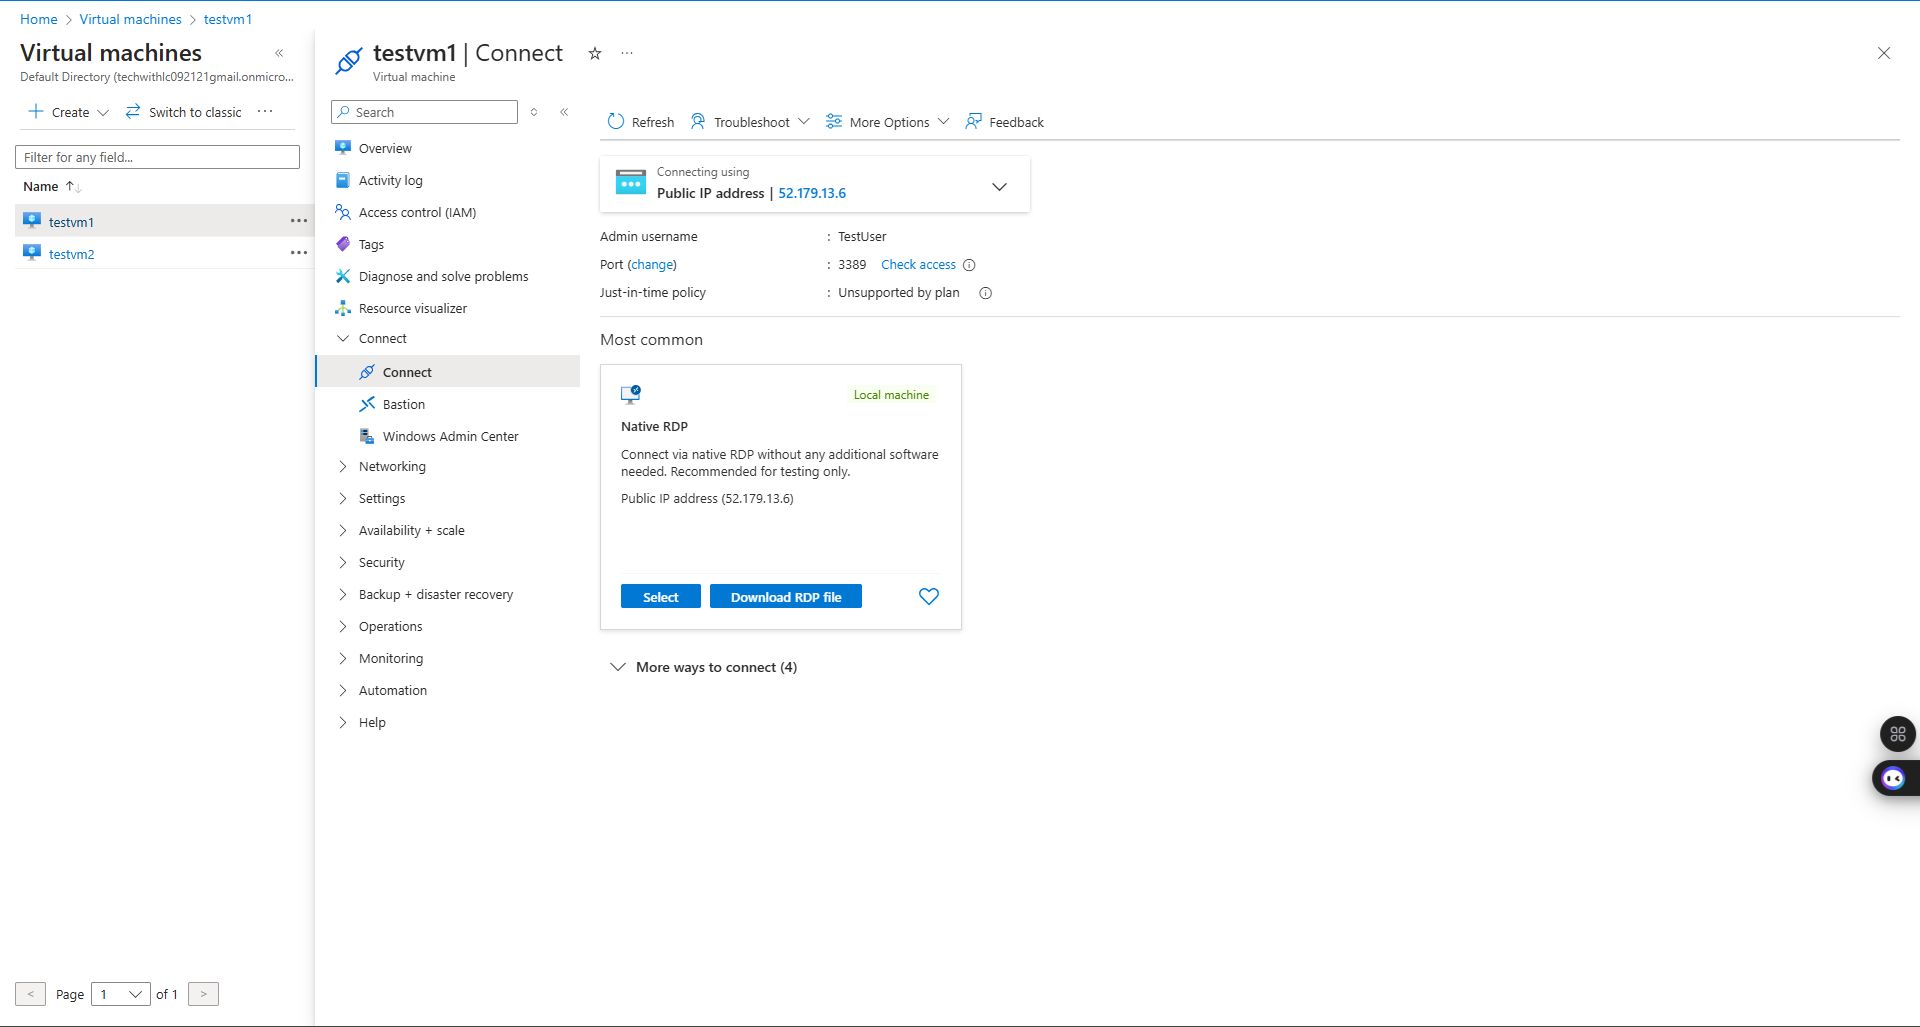 Home > Virtual machines > testvm1
Virtual machines «
Default Directory (techwithlc092121gmail.onmicro...
+ Create Switch to classic ...
Filter for any field...
Name ↑↓
testvm1 ...
testvm2 ...
< Page 1 of 1 >
testvm1 | Connect ...
Virtual machine
Search «
Overview
Activity log
Access control (IAM)
Tags
Diagnose and solve problems
Resource visualizer
Connect
Connect
Bastion
Windows Admin Center
Networking
Settings
Availability + scale
Security
Backup + disaster recovery
Operations
Monitoring
Automation
Help
Refresh Troubleshoot More Options Feedback
Connecting using
Public IP address | 52.179.13.6
Admin username : TestUser
Port (change) : 3389 Check access
Just-in-time policy : Unsupported by plan
Most common
Local machine
Native RDP
Connect via native RDP without any additional software
needed. Recommended for testing only.
Public IP address (52.179.13.6)
Select Download RDP file
More ways to connect (4)